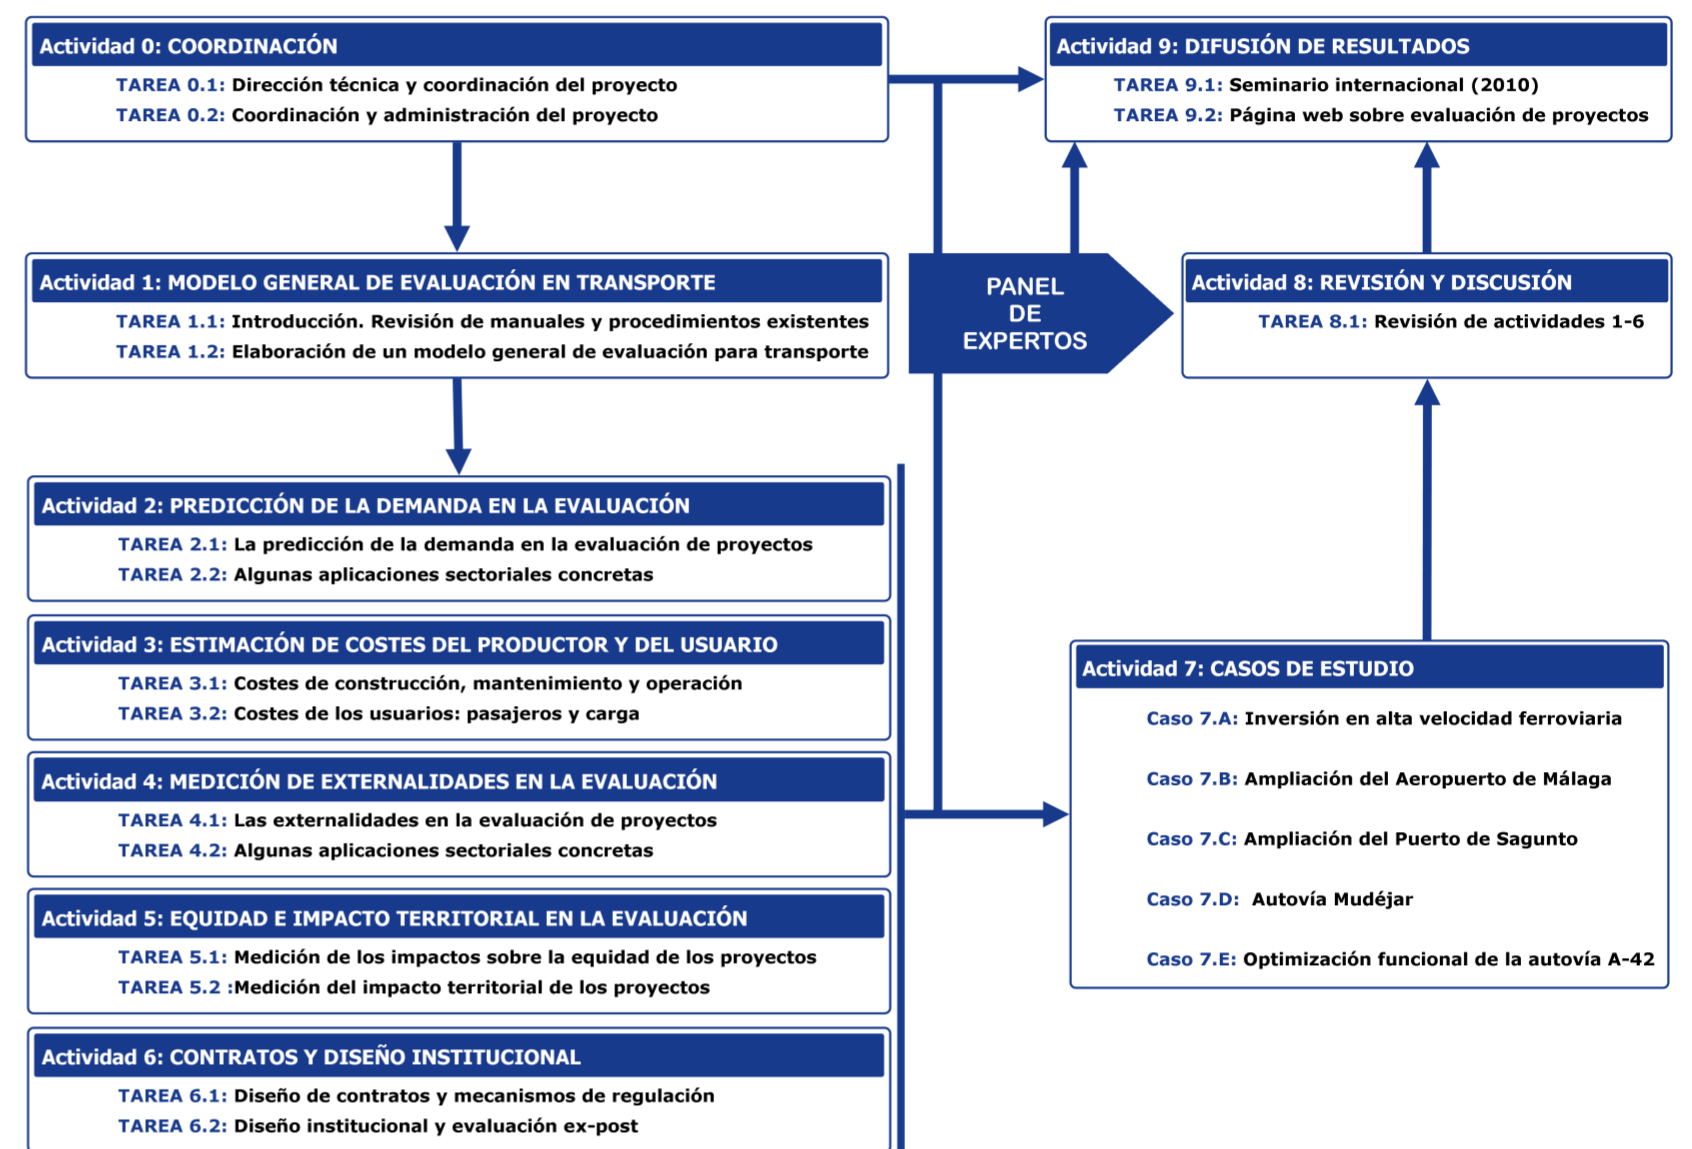 Actividad 0: COORDINACIÓN
TAREA 0.1: Dirección técnica y coordinación del proyecto
TAREA 0.2: Coordinación y administración del proyecto
Actividad 9: DIFUSIÓN DE RESULTADOS
TAREA 9.1: Seminario internacional (2010)
TAREA 9.2: Página web sobre evaluación de proyectos
Actividad 1: MODELO GENERAL DE EVALUACIÓN EN TRANSPORTE
TAREA 1.1: Introducción. Revisión de manuales y procedimientos existentes
TAREA 1.2: Elaboración de un modelo general de evaluación para transporte
PANEL
DE
EXPERTOS
Actividad 8: REVISIÓN Y DISCUSIÓN
TAREA 8.1: Revisión de actividades 1-6
Actividad 2: PREDICCIÓN DE LA DEMANDA EN LA EVALUACIÓN
TAREA 2.1: La predicción de la demanda en la evaluación de proyectos
TAREA 2.2: Algunas aplicaciones sectoriales concretas
Actividad 3: ESTIMACIÓN DE COSTES DEL PRODUCTOR Y DEL USUARIO
TAREA 3.1: Costes de construcción, mantenimiento y operación
TAREA 3.2: Costes de los usuarios: pasajeros y carga
Actividad 4: MEDICIÓN DE EXTERNALIDADES EN LA EVALUACIÓN
TAREA 4.1: Las externalidades en la evaluación de proyectos
TAREA 4.2: Algunas aplicaciones sectoriales concretas
Actividad 5: EQUIDAD E IMPACTO TERRITORIAL EN LA EVALUACIÓN
TAREA 5.1: Medición de los impactos sobre la equidad de los proyectos
TAREA 5.2 :Medición del impacto territorial de los proyectos
Actividad 6: CONTRATOS Y DISEÑO INSTITUCIONAL
TAREA 6.1: Diseño de contratos y mecanismos de regulación
TAREA 6.2: Diseño institucional y evaluación ex-post
Actividad 7: CASOS DE ESTUDIO
Caso 7.A: Inversión en alta velocidad ferroviaria
Caso 7.B: Ampliación del Aeropuerto de Málaga
Caso 7.C: Ampliación del Puerto de Sagunto
Caso 7.D: Autovía Mudéjar
Caso 7.E: Optimización funcional de la autovía A-42